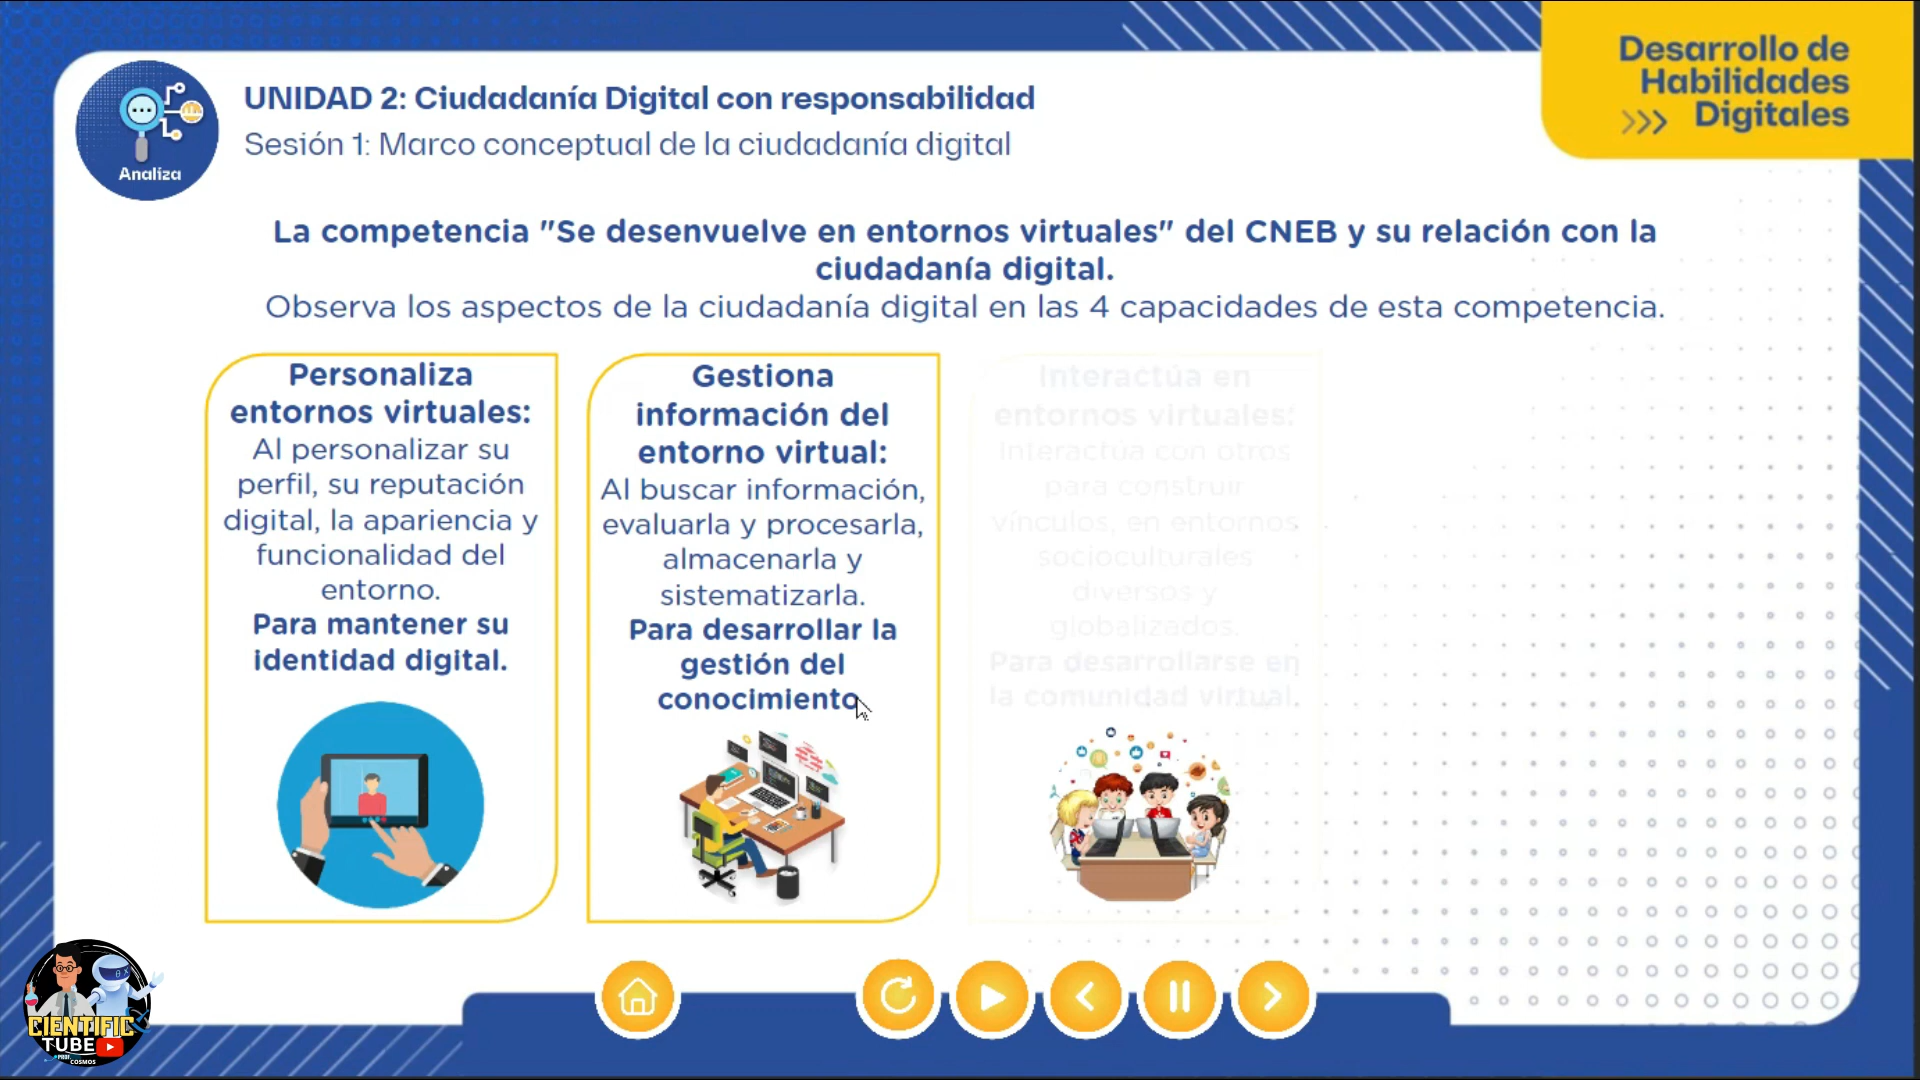 Desarrollo de
Habilidades
Digitales
Analiza
UNIDAD 2: Ciudadanía Digital con responsabilidad
Sesión 1: Marco conceptual de la ciudadanía digital
La competencia "Se desenvuelve en entornos virtuales" del CNEB y su relación con la
ciudadanía digital.
Observa los aspectos de la ciudadanía digital en las 4 capacidades de esta competencia.
Personaliza
entornos virtuales:
Al personalizar su
perfil, su reputación
digital, la apariencia y
funcionalidad del
entorno.
Para mantener su
identidad digital.
Gestiona
información del
entorno virtual:
Al buscar información,
evaluarla y procesarla,
almacenarla y
sistematizarla.
Para desarrollar la
gestión del
conocimiento
Interactúa en
entornos virtuales:
Interactúa con otros
para construir
vínculos, en entornos
socioculturales
diversos y
globalizados.
Para desarrollarse en
la comunidad virtual.
CIENTIFIC
TUBE
PROF
COSMOS